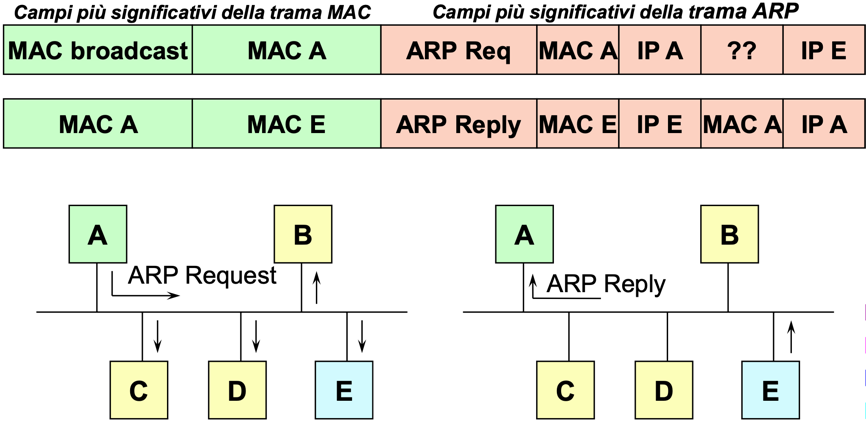 Campi più significativi della trama MAC Campi più significativi della trama ARP
MAC broadcast MAC A ARP Req MAC A IP A ?? IP E
MAC A MAC E ARP Reply MAC E IP E MAC A IP A
A B A B
ARP Request ARP Reply
C D E C D E